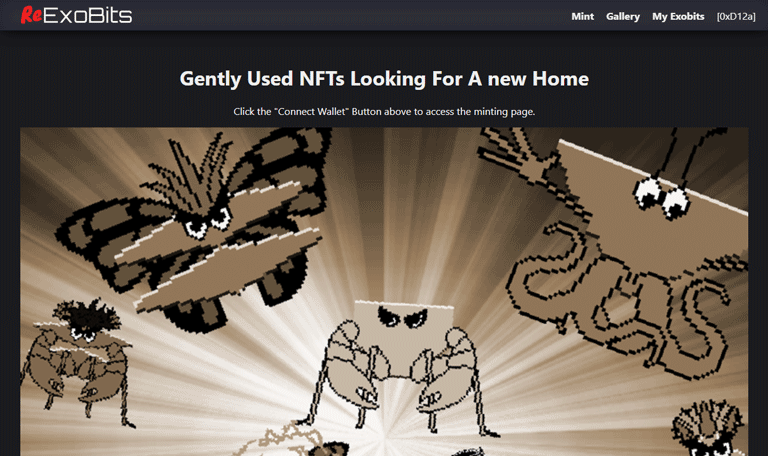 ReExoBits
Mint Gallery My Exobits [0xD12a]
Gently Used NFTs Looking For A new Home
Click the "Connect Wallet" Button above to access the minting page.